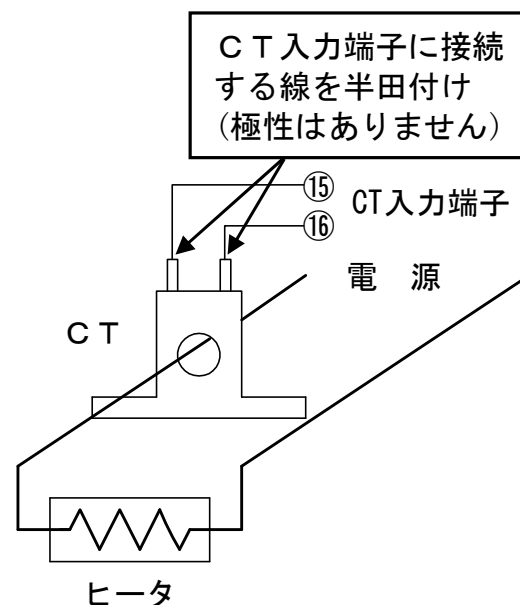 ＣＴ入力端子に接続
する線を半田付け
(極性はありません)
⑮
CT入力端子
⑯
電　源
ＣＴ
ヒータ